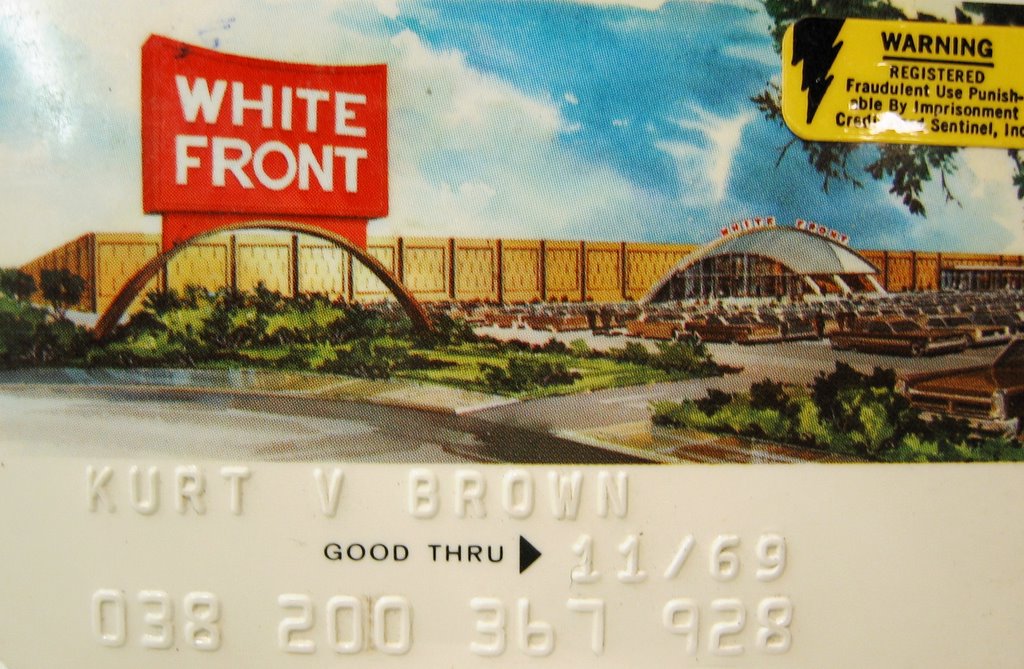 WHITE
FRONT
WARNING
REGISTERED
Fraudulent Use Punish-
able By Imprisonment
Sentinel, Inc
WHITE FRONT
KURT V BROWN
GOOD THRU 11/69
038 200 367 928